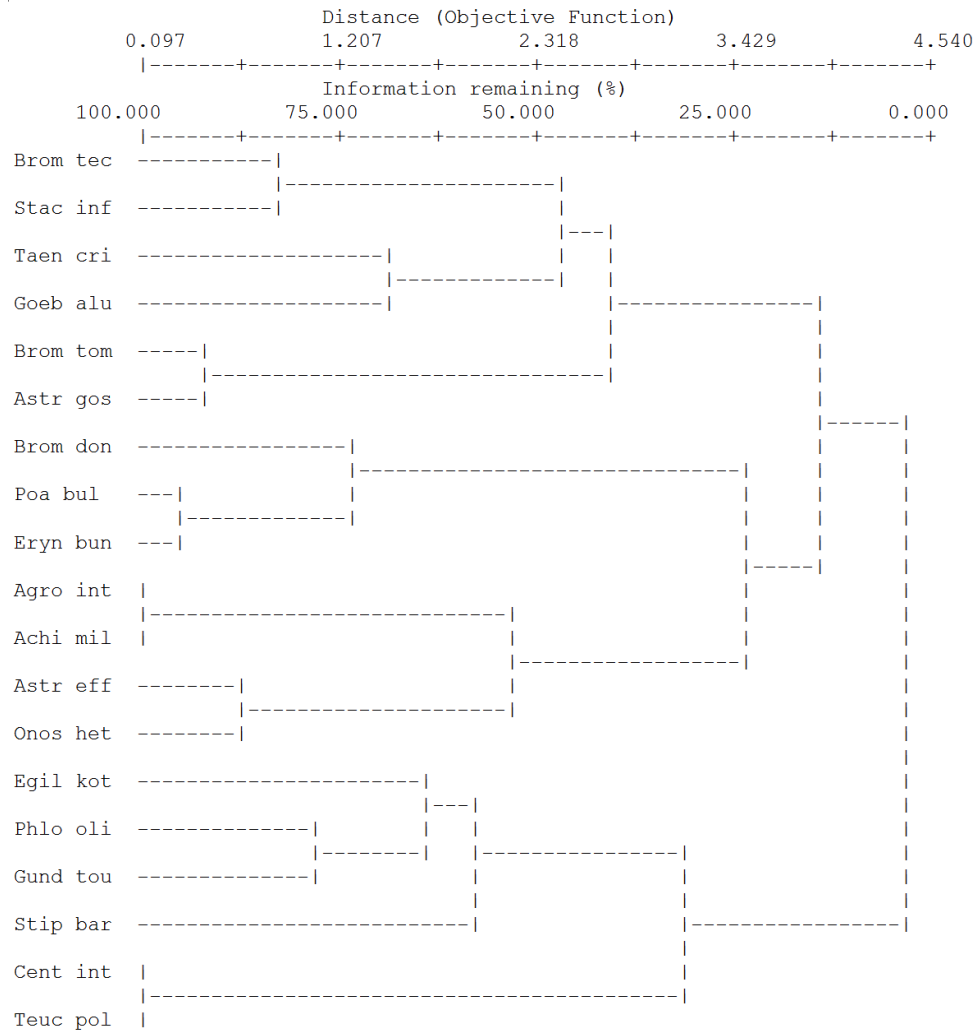 Distance (Objective Function)
0.097 1.207 2.318 3.429 4.540
Information remaining (%)
100.000 75.000 50.000 25.000 0.000
Brom tec
Stac inf
Taen cri
Goeb alu
Brom tom
Astr gos
Brom don
Poa bul
Eryn bun
Agro int
Achi mil
Astr eff
Onos het
Egil kot
Phlo oli
Gund tou
Stip bar
Cent int
Teuc pol